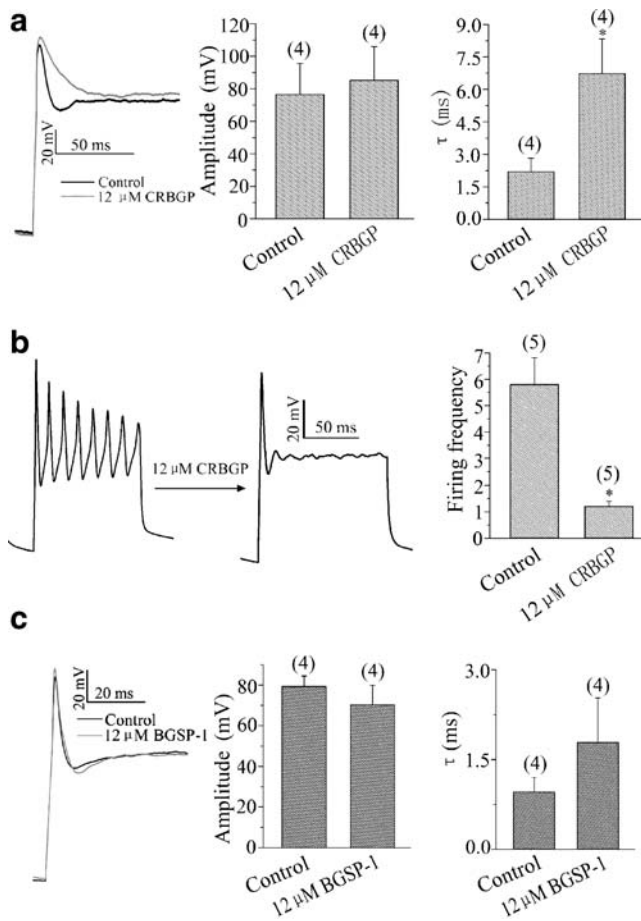 a
20 mV
50 ms
Control
12 μM CRBGP
Amplitude (mV)
120
100
80
60
40
20
0
(4)
(4)
Control
12 μM CRBGP
τ (ms)
9.0
7.5
6.0
4.5
3.0
1.5
0.0
(4)
(4)
*
Control
12 μM CRBGP
b
12 μM CRBGP
20 mV
50 ms
Firing frequency
7
6
5
4
3
2
1
0
(5)
(5)
*
Control
12 μM CRBGP
c
20 mV
20 ms
Control
12 μM BGSP-1
Amplitude (mV)
80
60
40
20
0
(4)
(4)
Control
12 μM BGSP-1
τ (ms)
3.0
1.5
0.0
(4)
(4)
Control
12 μM BGSP-1